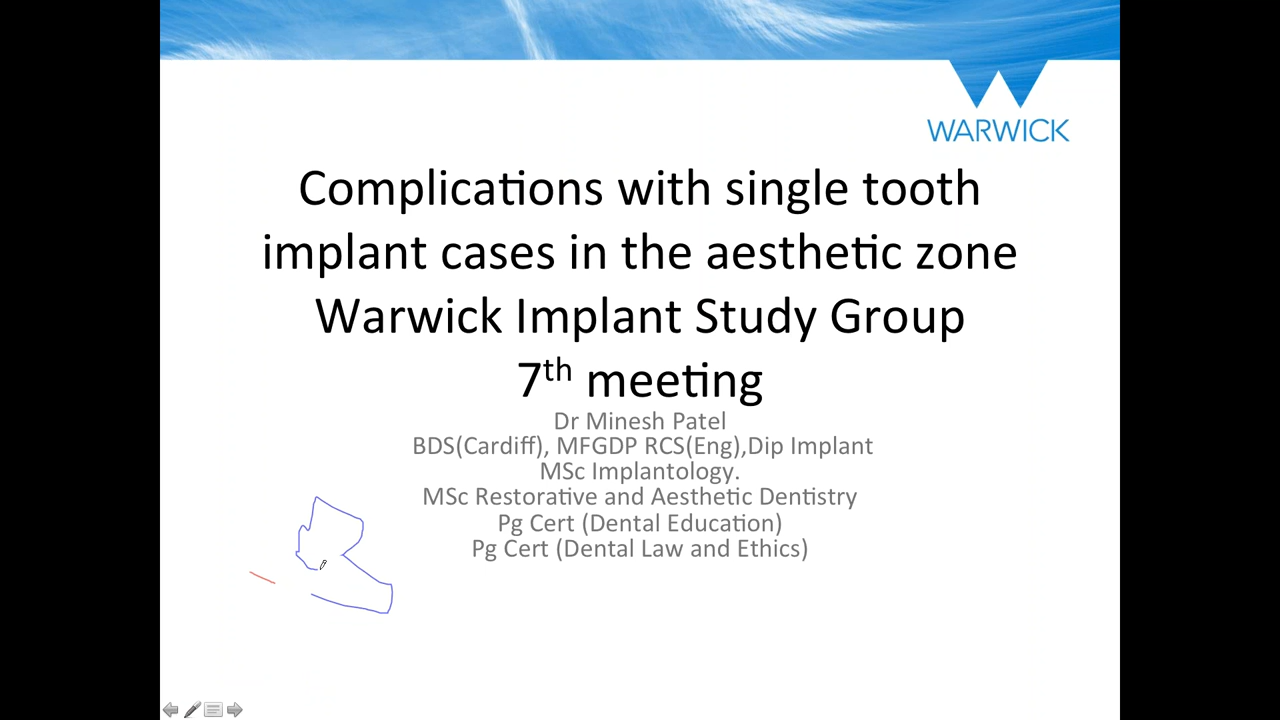 WARWICK
Complications with single tooth
implant cases in the aesthetic zone
Warwick Implant Study Group
7th meeting
Dr Minesh Patel
BDS(Cardiff), MFGDP RCS(Eng),Dip Implant
MSc Implantology.
MSc Restorative and Aesthetic Dentistry
Pg Cert (Dental Education)
Pg Cert (Dental Law and Ethics)